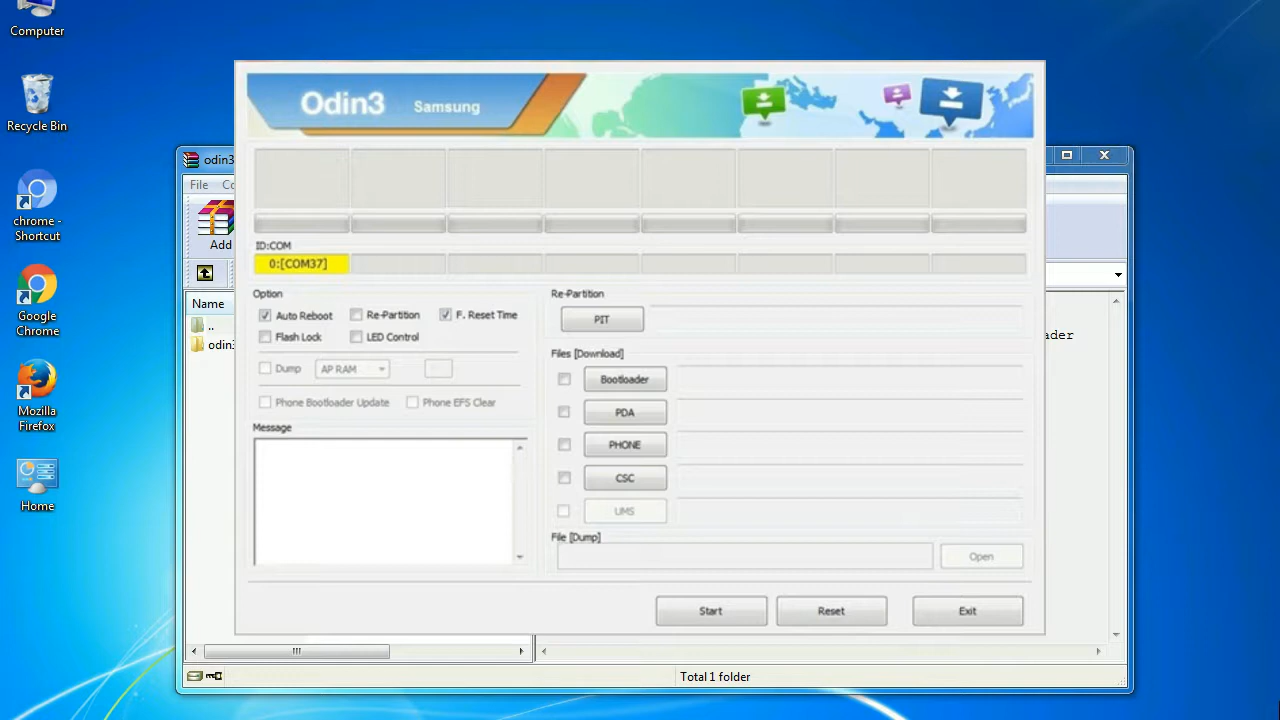 Computer
Recycle Bin
chrome -
Shortcut
Google
Chrome
Mozilla
Firefox
Home
odin3
File Co
Add
Name
..
odin3
ader
Total 1 folder
Odin3 Samsung
ID:COM
0:[COM37]
Option
Auto Reboot Re-Partition F. Reset Time
Flash Lock LED Control
Dump AP RAM
Phone Bootloader Update Phone EFS Clear
Message
Re-Partition
PIT
Files [Download]
Bootloader
PDA
PHONE
CSC
UMS
File [Dump]
Open
Start Reset Exit